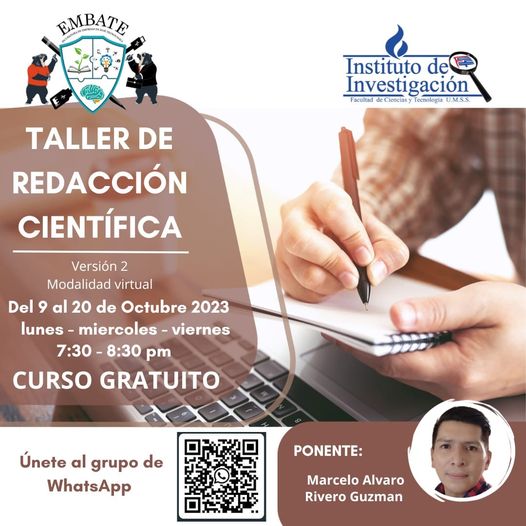 EMBATE
Instituto de
Investigación
Facultad de Ciencias y Tecnología U.M.S.S.
TALLER DE
REDACCIÓN
CIENTÍFICA
Versión 2
Modalidad virtual
Del 9 al 20 de Octubre 2023
lunes - miercoles - viernes
7:30 - 8:30 pm
CURSO GRATUITO
Únete al grupo de
WhatsApp
PONENTE:
Marcelo Alvaro
Rivero Guzman